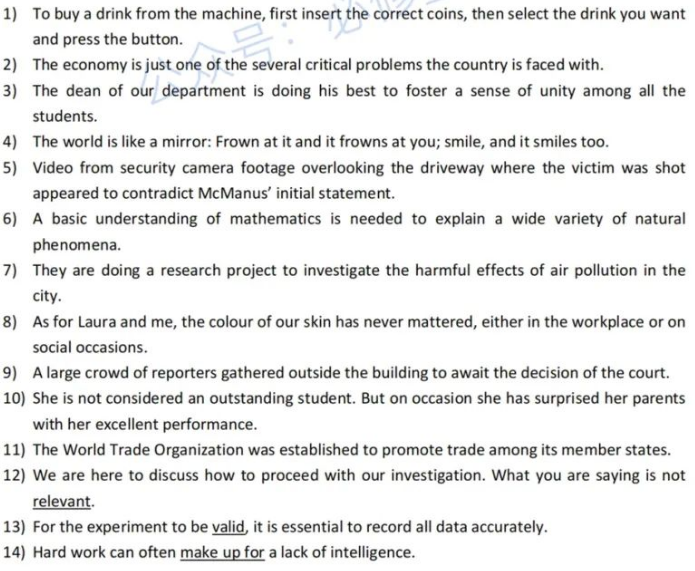 1) To buy a drink from the machine, first insert the correct coins, then select the drink you want
and press the button.
2) The economy is just one of the several critical problems the country is faced with.
3) The dean of our department is doing his best to foster a sense of unity among all the
students.
4) The world is like a mirror: Frown at it and it frowns at you; smile, and it smiles too.
5) Video from security camera footage overlooking the driveway where the victim was shot
appeared to contradict McManus' initial statement.
6) A basic understanding of mathematics is needed to explain a wide variety of natural
phenomena.
7) They are doing a research project to investigate the harmful effects of air pollution in the
city.
8) As for Laura and me, the colour of our skin has never mattered, either in the workplace or on
social occasions.
9) A large crowd of reporters gathered outside the building to await the decision of the court.
10) She is not considered an outstanding student. But on occasion she has surprised her parents
with her excellent performance.
11) The World Trade Organization was established to promote trade among its member states.
12) We are here to discuss how to proceed with our investigation. What you are saying is not
relevant.
13) For the experiment to be valid, it is essential to record all data accurately.
14) Hard work can often make up for a lack of intelligence.
公众号: